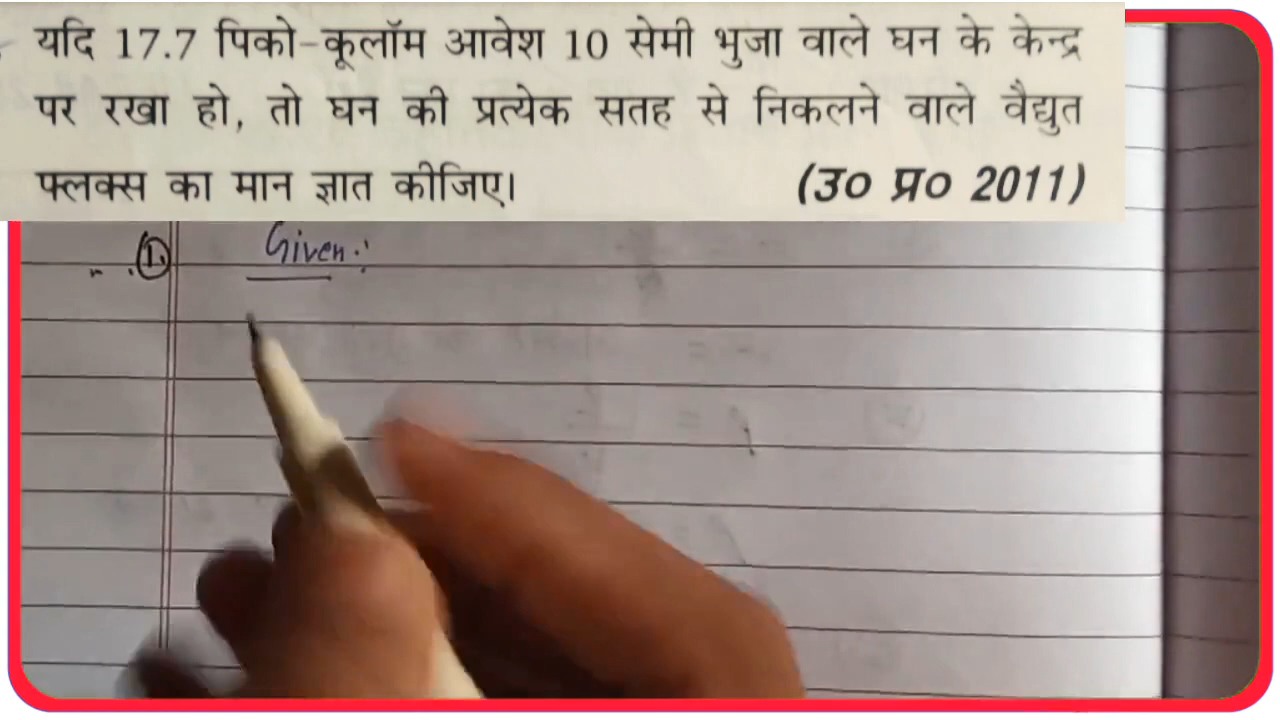 यदि 17.7 पिको-कूलॉम आवेश 10 सेमी भुजा वाले घन के केन्द्र
पर रखा हो, तो घन की प्रत्येक सतह से निकलने वाले वैद्युत
फ्लक्स का मान ज्ञात कीजिए। (उ० प्र० 2011)
1. Given :